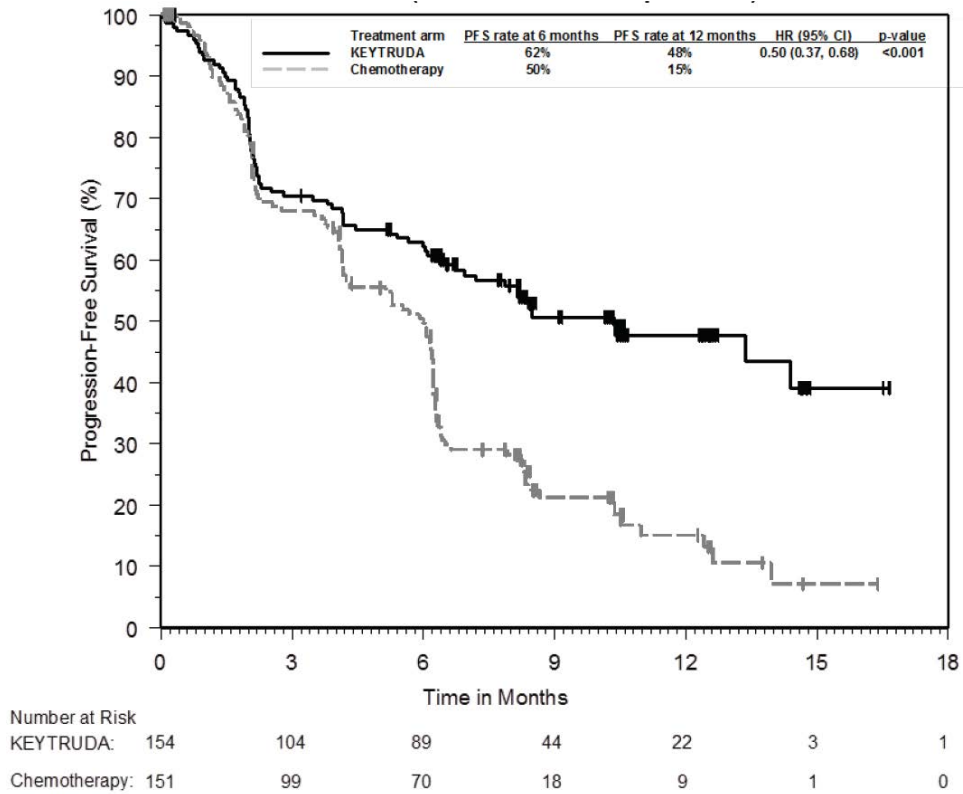 Treatment arm PFS rate at 6 months PFS rate at 12 months HR (95% CI) p-value
KEYTRUDA 62% 48% 0.50 (0.37, 0.68) <0.001
Chemotherapy 50% 15%
100
90
80
70
60
50
40
30
20
10
0
Progression-Free Survival (%)
0 3 6 9 12 15 18
Time in Months
Number at Risk
KEYTRUDA: 154 104 89 44 22 3 1
Chemotherapy: 151 99 70 18 9 1 0